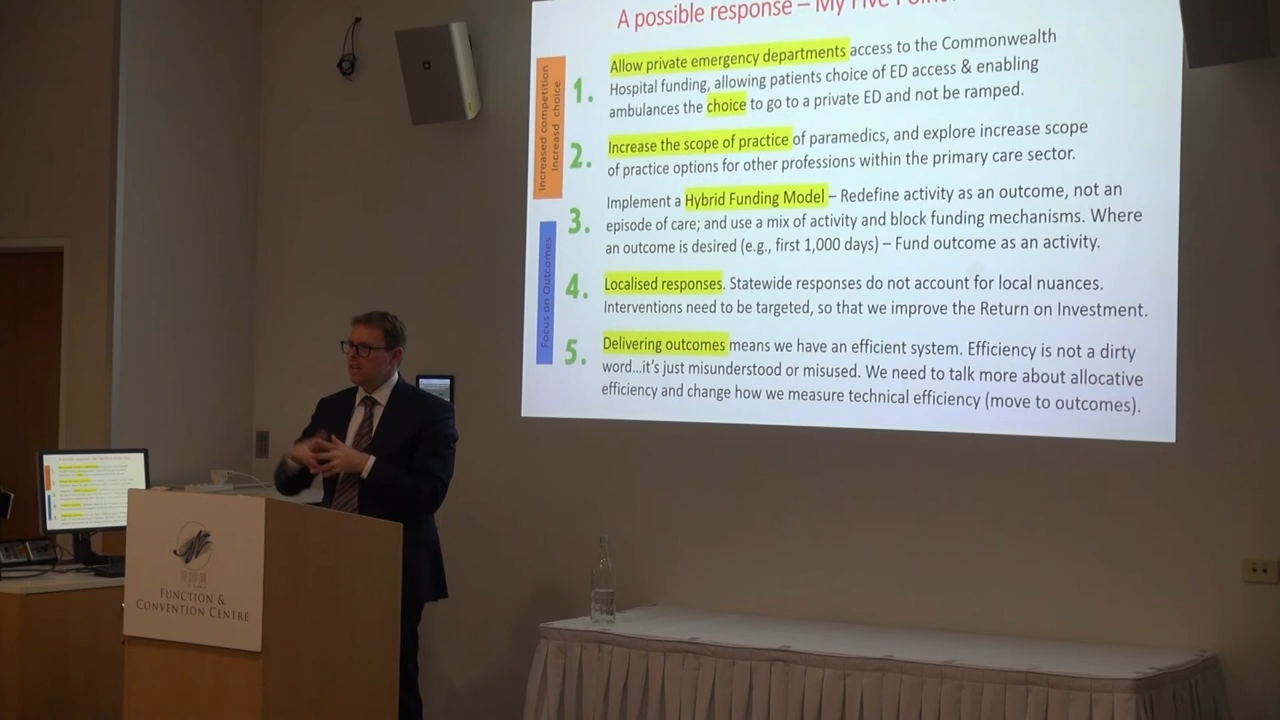 A possible response – My Five Point
Increased competition
Increasd choice
1.
Allow private emergency departments access to the Commonwealth
Hospital funding, allowing patients choice of ED access & enabling
ambulances the choice to go to a private ED and not be ramped.
2.
Increase the scope of practice of paramedics, and explore increase scope
of practice options for other professions within the primary care sector.
Focus on Outcomes
3.
Implement a Hybrid Funding Model – Redefine activity as an outcome, not an
episode of care; and use a mix of activity and block funding mechanisms. Where
an outcome is desired (e.g., first 1,000 days) – Fund outcome as an activity.
4.
Localised responses. Statewide responses do not account for local nuances.
Interventions need to be targeted, so that we improve the Return on Investment.
5.
Delivering outcomes means we have an efficient system. Efficiency is not a dirty
word...it's just misunderstood or misused. We need to talk more about allocative
efficiency and change how we measure technical efficiency (move to outcomes).
FUNCTION &
CONVENTION CENTRE